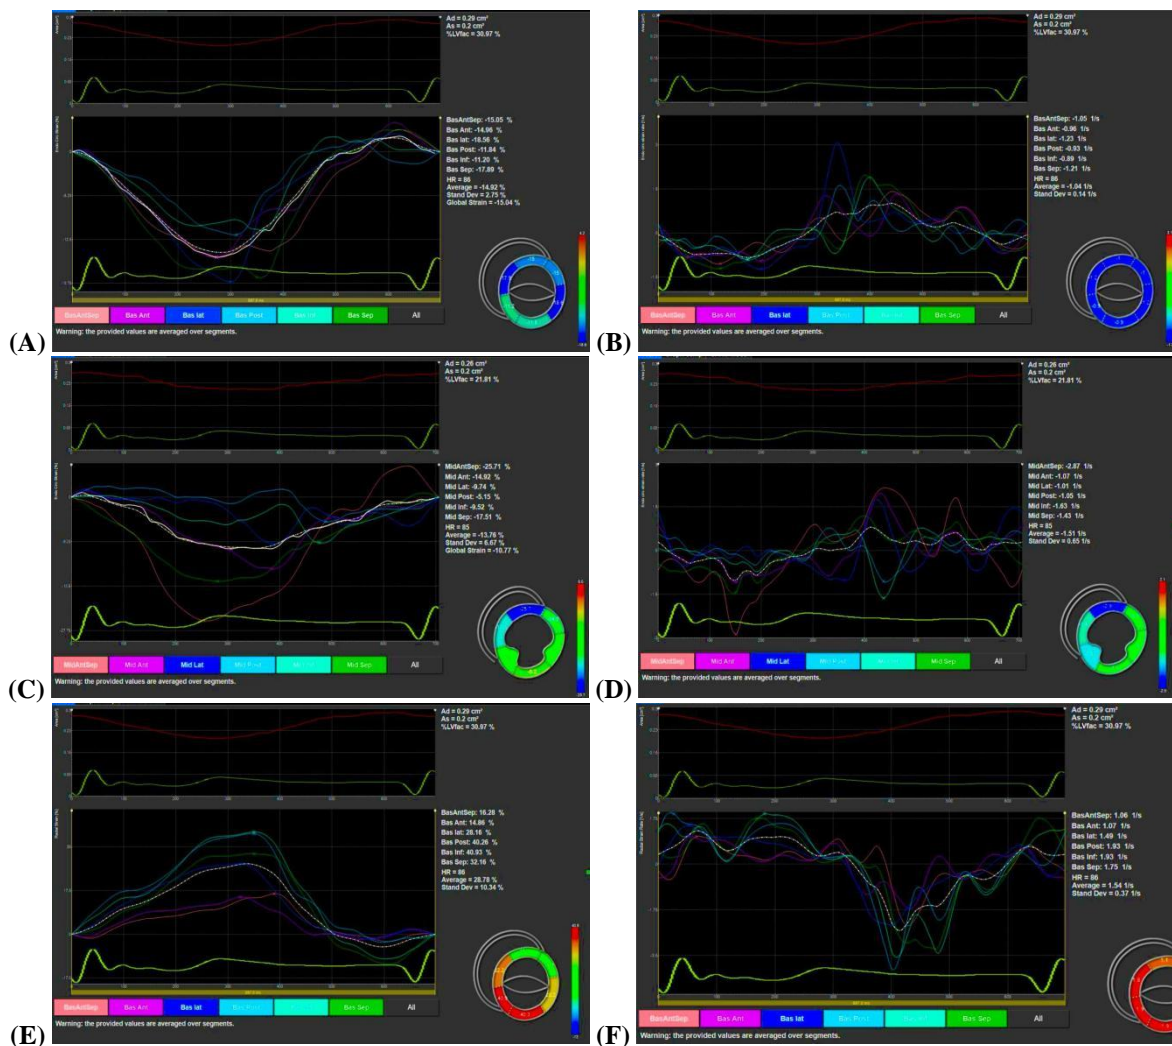 Ad = 0.29 cm²
As = 0.2 cm²
%LVfac = 30.97 %
BasAntSep: -15.05 %
Bas Ant: -14.96 %
Bas lat: -18.56 %
Bas Post: -11.84 %
Bas Inf: -11.20 %
Bas Sep: -17.89 %
HR = 86
Average = -14.92 %
Stand Dev = 2.75 %
Global Strain = -15.04 %
BasAntSep Bas Ant Bas lat Bas Post Bas Inf Bas Sep All
Warning: the provided values are averaged over segments.
(A)
Ad = 0.29 cm²
As = 0.2 cm²
%LVfac = 30.97 %
BasAntSep: -1.05 1/s
Bas Ant: -0.96 1/s
Bas lat: -1.23 1/s
Bas Post: -0.93 1/s
Bas Inf: -0.89 1/s
Bas Sep: -1.21 1/s
HR = 86
Average = -1.04 1/s
Stand Dev = 0.14 1/s
BasAntSep Bas Ant Bas lat Bas Post Bas Sep All
Warning: the provided values are averaged over segments.
(B)
Ad = 0.26 cm²
As = 0.2 cm²
%LVfac = 21.81 %
MidAntSep: -25.71 %
Mid Ant: -14.92 %
Mid Lat: -9.74 %
Mid Post: -5.15 %
Mid Inf: -9.52 %
Mid Sep: -17.51 %
HR = 85
Average = -13.76 %
Stand Dev = 6.67 %
Global Strain = -10.77 %
MidAntSep Mid Ant Mid Lat Mid Post Mid Sep All
Warning: the provided values are averaged over segments.
(C)
Ad = 0.26 cm²
As = 0.2 cm²
%LVfac = 21.81 %
MidAntSep: -2.87 1/s
Mid Ant: -1.07 1/s
Mid Lat: -1.01 1/s
Mid Post: -1.05 1/s
Mid Inf: -1.63 1/s
Mid Sep: -1.43 1/s
HR = 85
Average = -1.51 1/s
Stand Dev = 0.65 1/s
MidAntSep Mid Ant Mid Lat Mid Post Mid Sep All
Warning: the provided values are averaged over segments.
(D)
Ad = 0.29 cm²
As = 0.2 cm²
%LVfac = 30.97 %
BasAntSep: 16.28 %
Bas Ant: 14.86 %
Bas lat: 28.16 %
Bas Post: 40.26 %
Bas Inf: 40.93 %
Bas Sep: 32.16 %
HR = 86
Average = 28.78 %
Stand Dev = 10.34 %
BasAntSep Bas Ant Bas lat Bas Post Bas Sep All
Warning: the provided values are averaged over segments.
(E)
Ad = 0.29 cm²
As = 0.2 cm²
%LVfac = 30.97 %
BasAntSep: 1.06 1/s
Bas Ant: 1.07 1/s
Bas lat: 1.49 1/s
Bas Post: 1.93 1/s
Bas Inf: 1.93 1/s
Bas Sep: 1.75 1/s
HR = 86
Average = 1.54 1/s
Stand Dev = 0.37 1/s
BasAntSep Bas Ant Bas lat Bas Post Bas Sep All
Warning: the provided values are averaged over segments.
(F)